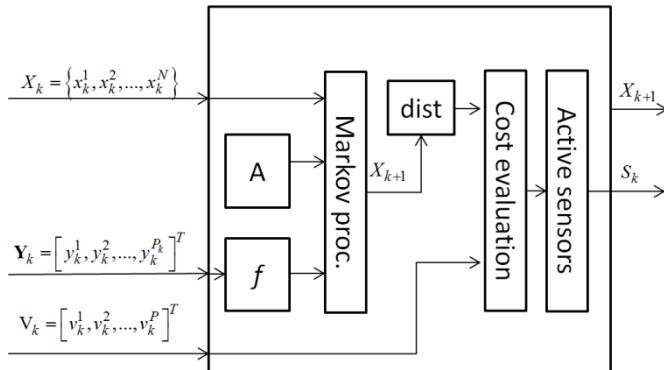 X_k = {x_k^1, x_k^2, ..., x_k^N}
A
Y_k = [y_k^1, y_k^2, ..., y_k^{P_k}]^T
f
V_k = [v_k^1, v_k^2, ..., v_k^P]^T
Markov proc.
X_{k+1}
dist
Cost evaluation
Active sensors
X_{k+1}
S_k